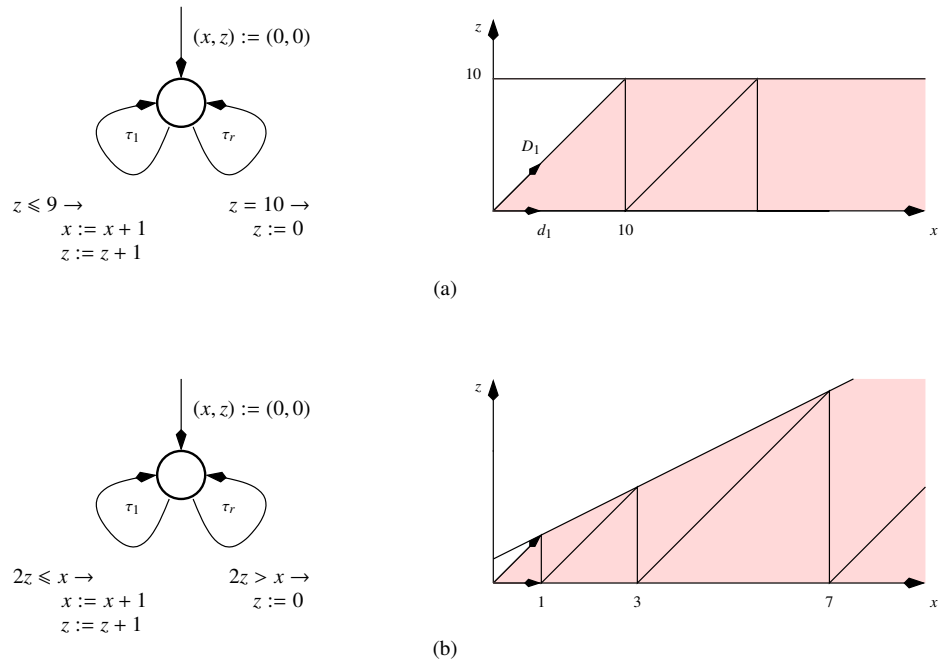 (x, z) := (0, 0)
τ1
τr
z ⩽ 9 →
x := x + 1
z := z + 1
z = 10 →
z := 0
z
10
D1
d1
10
x
(a)
(x, z) := (0, 0)
τ1
τr
2z ⩽ x →
x := x + 1
z := z + 1
2z > x →
z := 0
z
1
3
7
x
(b)